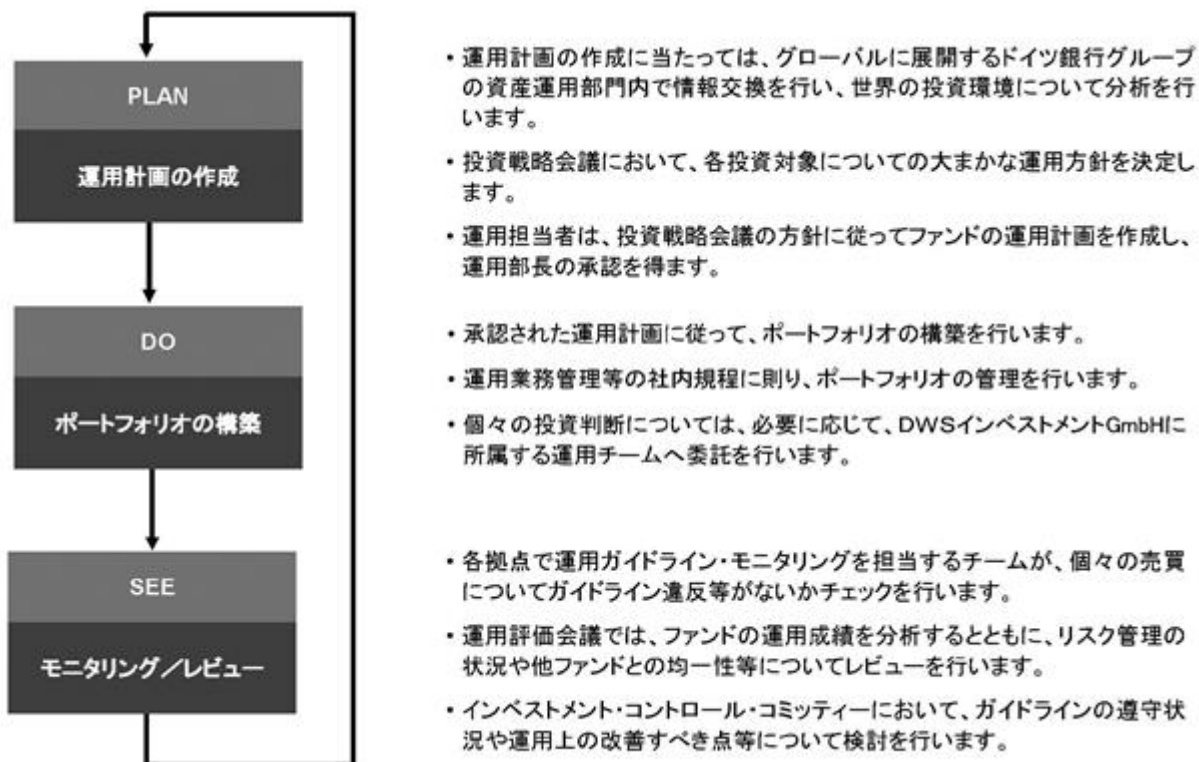 PLAN
運用計画の作成
・運用計画の作成に当たっては、グローバルに展開するドイツ銀行グループ
の資産運用部門内で情報交換を行い、世界の投資環境について分析を行
います。
・投資戦略会議において、各投資対象についての大まかな運用方針を決定し
ます。
・運用担当者は、投資戦略会議の方針に従ってファンドの運用計画を作成し、
運用部長の承認を得ます。
DO
ポートフォリオの構築
・承認された運用計画に従って、ポートフォリオの構築を行います。
・運用業務管理等の社内規程に則り、ポートフォリオの管理を行います。
・個々の投資判断については、必要に応じて、DWSインベストメントGmbHに
所属する運用チームへ委託を行います。
SEE
モニタリング／レビュー
・各拠点で運用ガイドライン・モニタリングを担当するチームが、個々の売買
についてガイドライン違反等がないかチェックを行います。
・運用評価会議では、ファンドの運用成績を分析するとともに、リスク管理の
状況や他ファンドとの均一性等についてレビューを行います。
・インベストメント・コントロール・コミッティーにおいて、ガイドラインの遵守状
況や運用上の改善すべき点等について検討を行います。